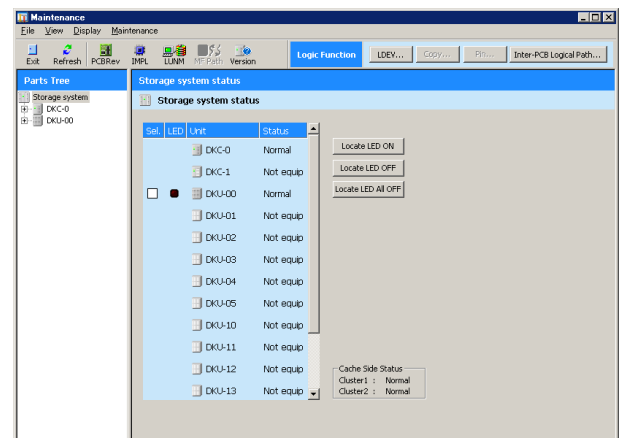 Maintenance
File View Display Maintenance
Exit Refresh PCBRev IMPL LUNM MF Path Version Logic Function LDEV... Copy... Pin... Inter-PCB Logical Path...
Parts Tree
Storage system
DKC-0
DKU-00
Storage system status
Storage system status
Sel. LED Unit Status
DKC-0 Normal
DKC-1 Not equip
DKU-00 Normal
DKU-01 Not equip
DKU-02 Not equip
DKU-03 Not equip
DKU-04 Not equip
DKU-05 Not equip
DKU-10 Not equip
DKU-11 Not equip
DKU-12 Not equip
DKU-13 Not equip
Locate LED ON
Locate LED OFF
Locate LED All OFF
Cache Side Status
Cluster1 : Normal
Cluster2 : Normal